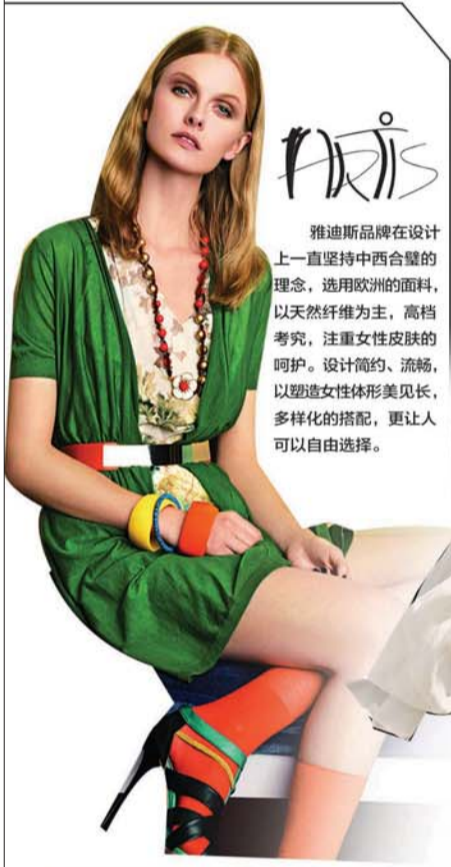 ARTIS
雅迪斯品牌在设计
上一直坚持中西合璧的
理念，选用欧洲的面料，
以天然纤维为主，高档
考究，注重女性皮肤的
呵护。设计简约、流畅，
以塑造女性体形美见长，
多样化的搭配，更让人
可以自由选择。